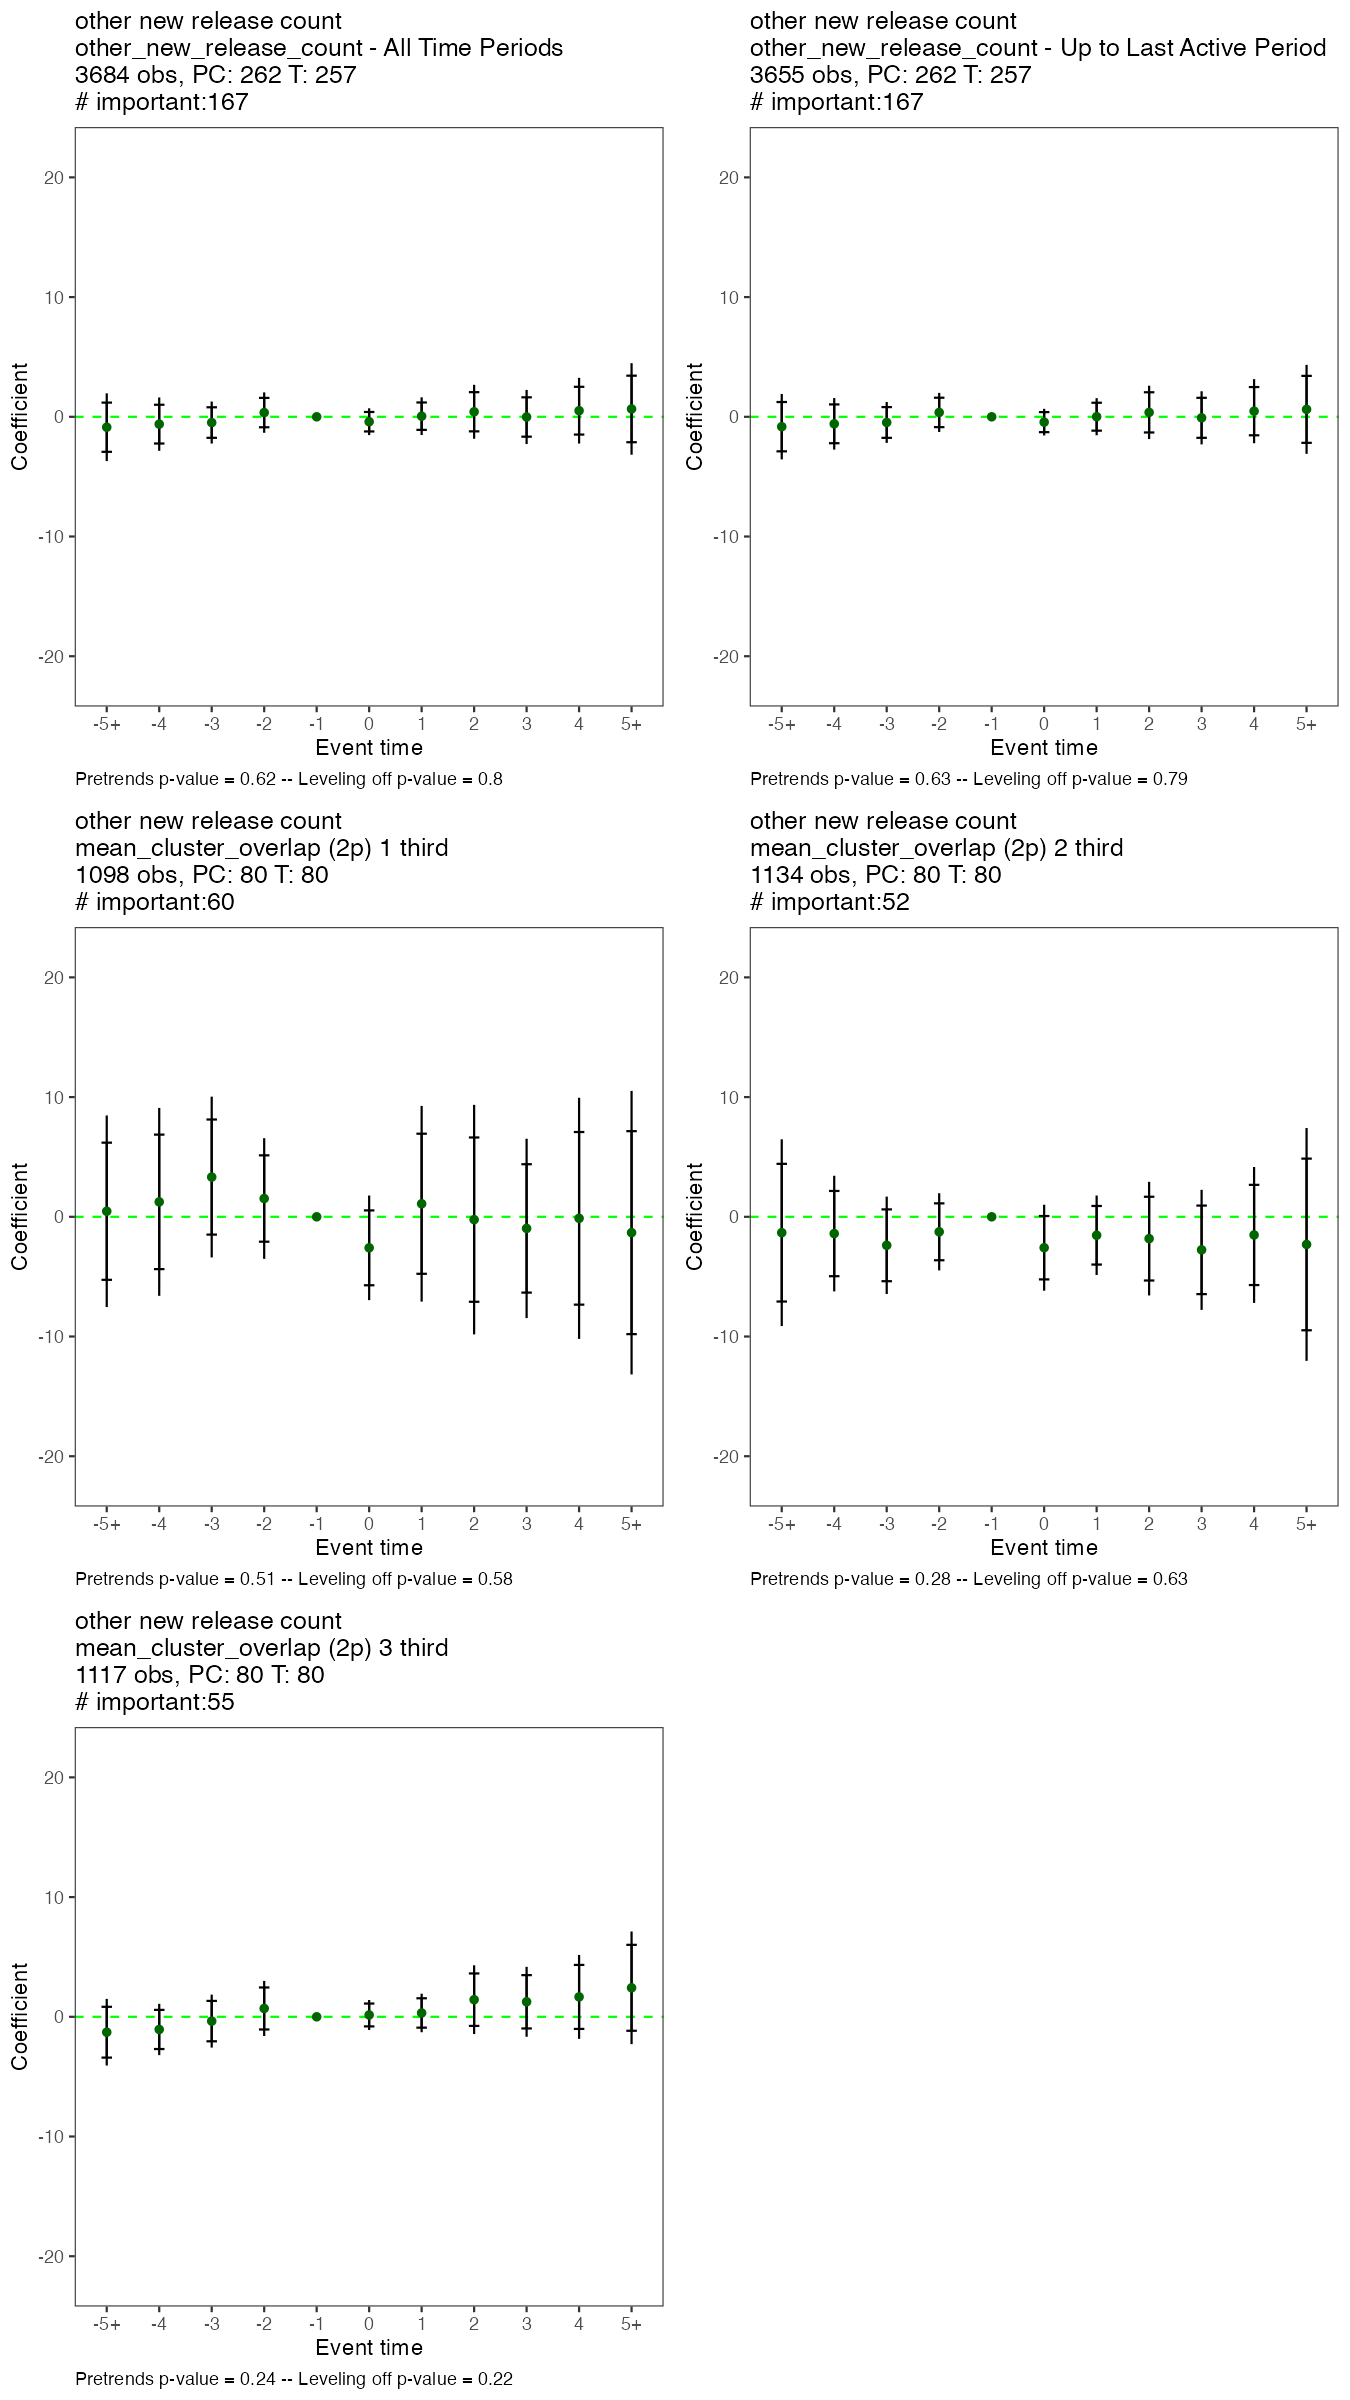 other new release count
other_new_release_count - All Time Periods
3684 obs, PC: 262 T: 257
# important:167
20
10
0
-10
-20
Coefficient
-5+ -4 -3 -2 -1 0 1 2 3 4 5+
Event time
Pretrends p-value = 0.62 -- Leveling off p-value = 0.8
other new release count
other_new_release_count - Up to Last Active Period
3655 obs, PC: 262 T: 257
# important:167
20
10
0
-10
-20
Coefficient
-5+ -4 -3 -2 -1 0 1 2 3 4 5+
Event time
Pretrends p-value = 0.63 -- Leveling off p-value = 0.79
other new release count
mean_cluster_overlap (2p) 1 third
1098 obs, PC: 80 T: 80
# important:60
20
10
0
-10
-20
Coefficient
-5+ -4 -3 -2 -1 0 1 2 3 4 5+
Event time
Pretrends p-value = 0.51 -- Leveling off p-value = 0.58
other new release count
mean_cluster_overlap (2p) 2 third
1134 obs, PC: 80 T: 80
# important:52
20
10
0
-10
-20
Coefficient
-5+ -4 -3 -2 -1 0 1 2 3 4 5+
Event time
Pretrends p-value = 0.28 -- Leveling off p-value = 0.63
other new release count
mean_cluster_overlap (2p) 3 third
1117 obs, PC: 80 T: 80
# important:55
20
10
0
-10
-20
Coefficient
-5+ -4 -3 -2 -1 0 1 2 3 4 5+
Event time
Pretrends p-value = 0.24 -- Leveling off p-value = 0.22